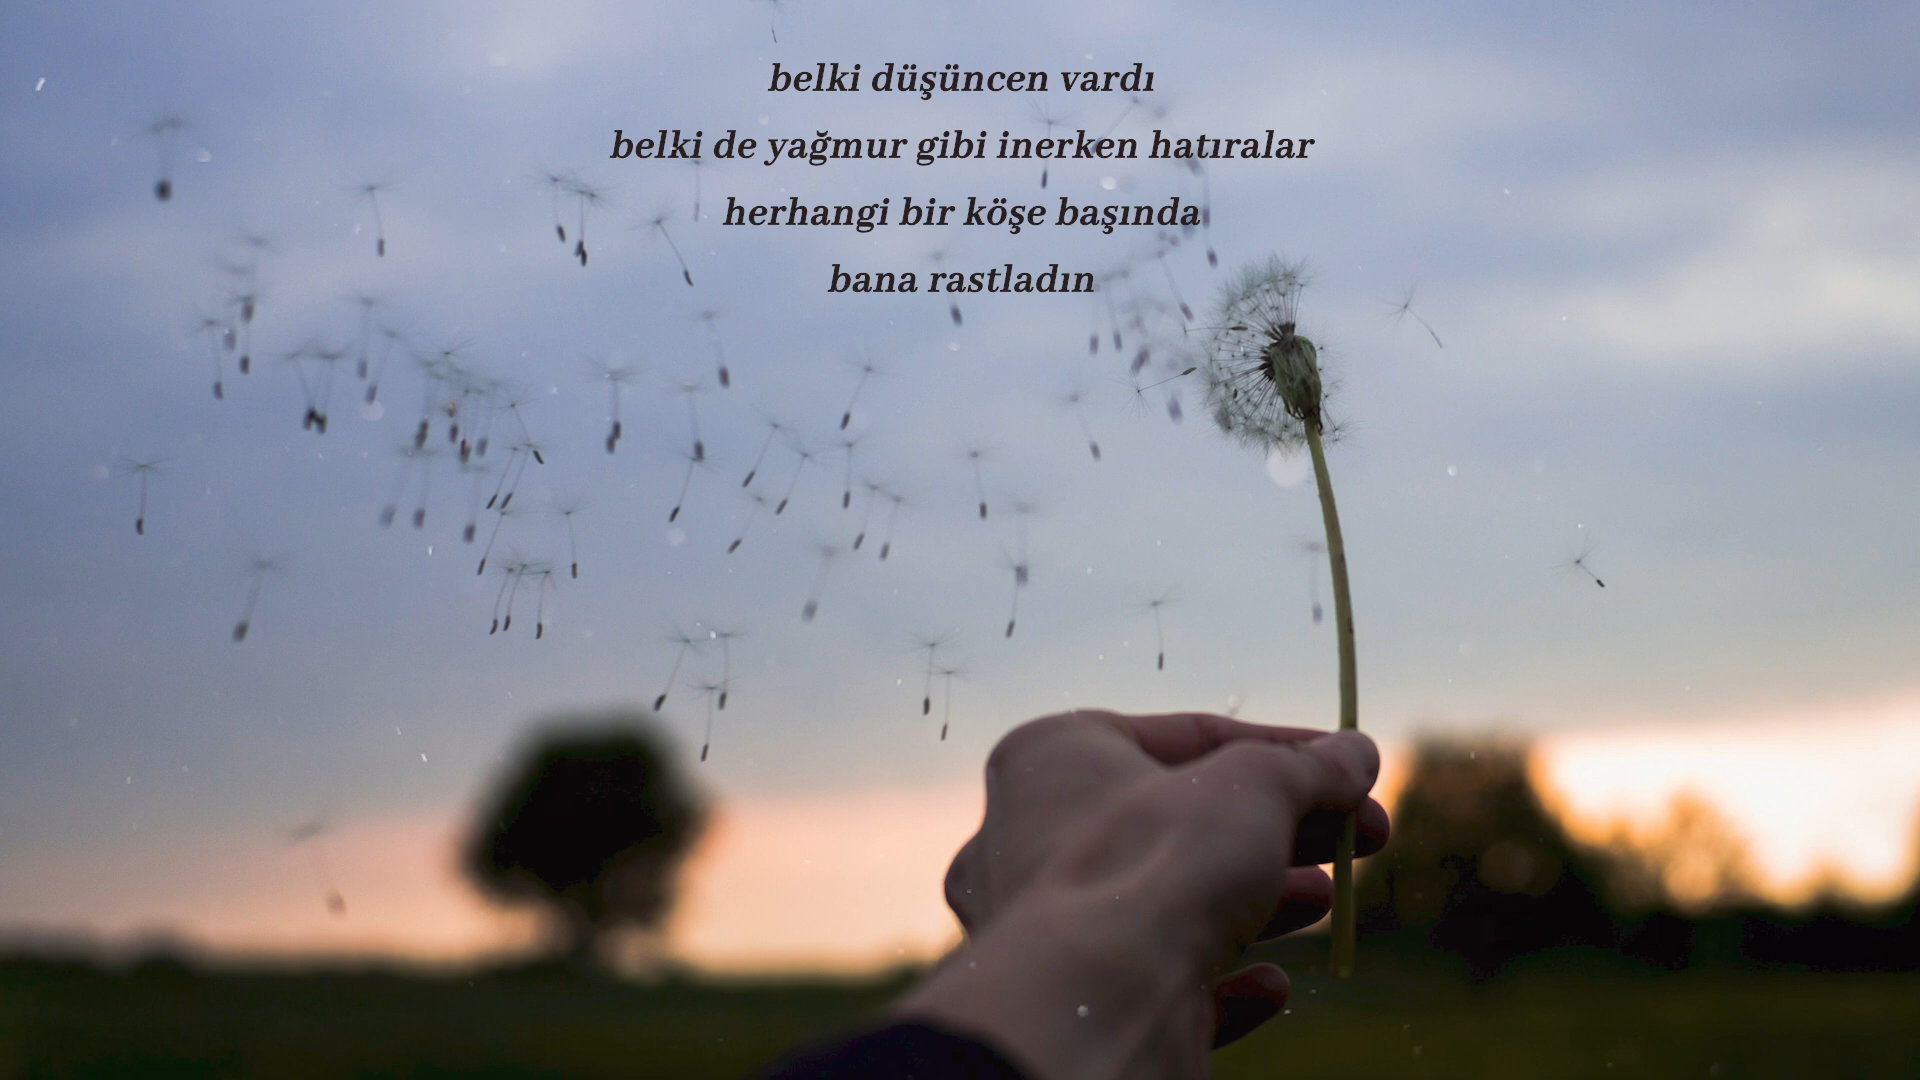 belki düşüncen vardı
belki de yağmur gibi inerken hatıralar
herhangi bir köşe başında
bana rastladın